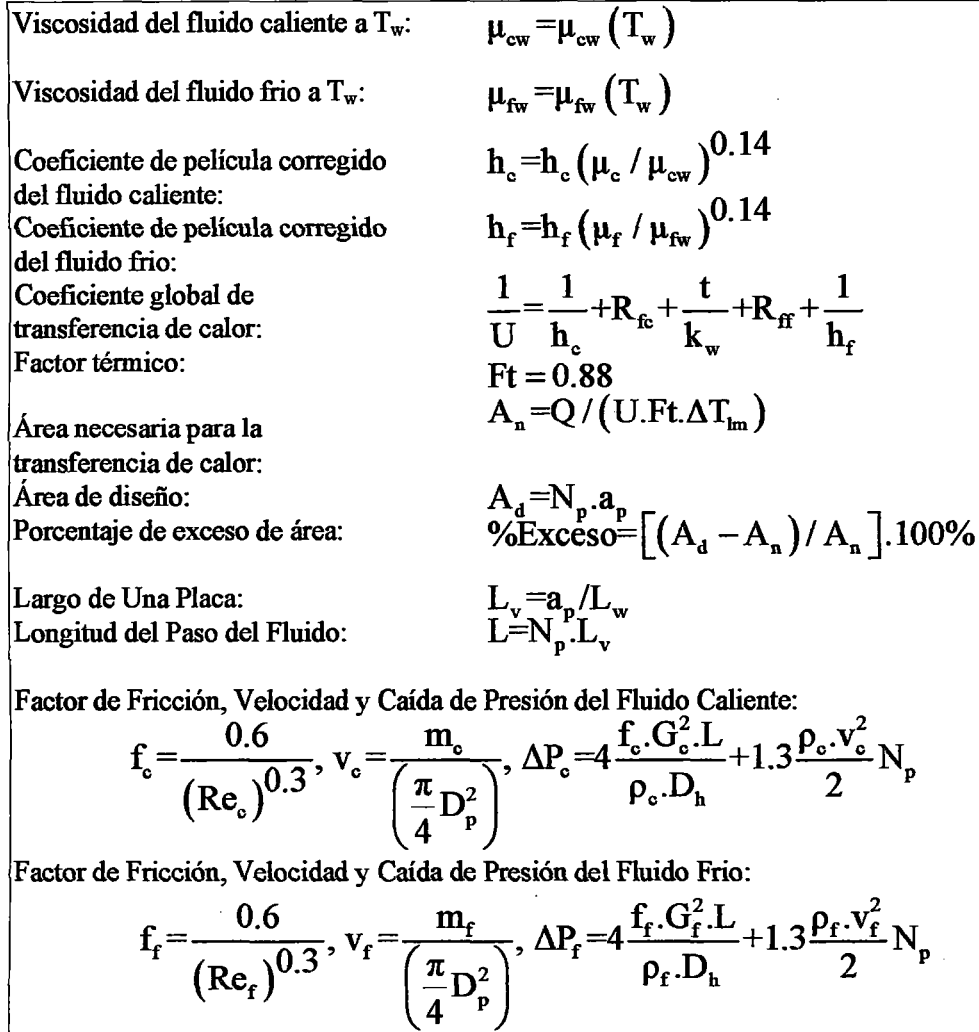 Viscosidad del fluido caliente a T_w: μ_cw=μ_cw (T_w)
Viscosidad del fluido frio a T_w: μ_fw=μ_fw (T_w)
Coeficiente de película corregido
del fluido caliente: h_c=h_c(μ_c / μ_cw)^0.14
Coeficiente de película corregido
del fluido frio: h_f=h_f(μ_f / μ_fw)^0.14
Coeficiente global de
transferencia de calor: 1/U = 1/h_c + R_fc + t/k_w + R_ff + 1/h_f
Factor térmico: Ft = 0.88
Área necesaria para la
transferencia de calor: A_n=Q / (U.Ft.ΔT_lm)
Área de diseño: A_d=N_p.a_p
Porcentaje de exceso de área: %Exceso=[(A_d − A_n) / A_n].100%
Largo de Una Placa: L_v=a_p/L_w
Longitud del Paso del Fluido: L=N_p.L_v
Factor de Fricción, Velocidad y Caída de Presión del Fluido Caliente:
f_c = 0.6/(Re_c)^0.3, v_c = m_c/(π/4 D_p^2), ΔP_c = 4 f_c.G_c^2.L/ρ_c.D_h + 1.3 ρ_c.v_c^2/2 N_p
Factor de Fricción, Velocidad y Caída de Presión del Fluido Frio:
f_f = 0.6/(Re_f)^0.3, v_f = m_f/(π/4 D_p^2), ΔP_f = 4 f_f.G_f^2.L/ρ_f.D_h + 1.3 ρ_f.v_f^2/2 N_p